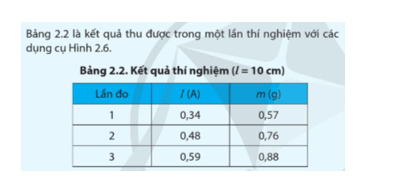 Bảng 2.2 là kết quả thu được trong một lần thí nghiệm với các
dụng cụ Hình 2.6.
Bảng 2.2. Kết quả thí nghiệm (l = 10 cm)
Lần đo I (A) m (g)
1 0,34 0,57
2 0,48 0,76
3 0,59 0,88